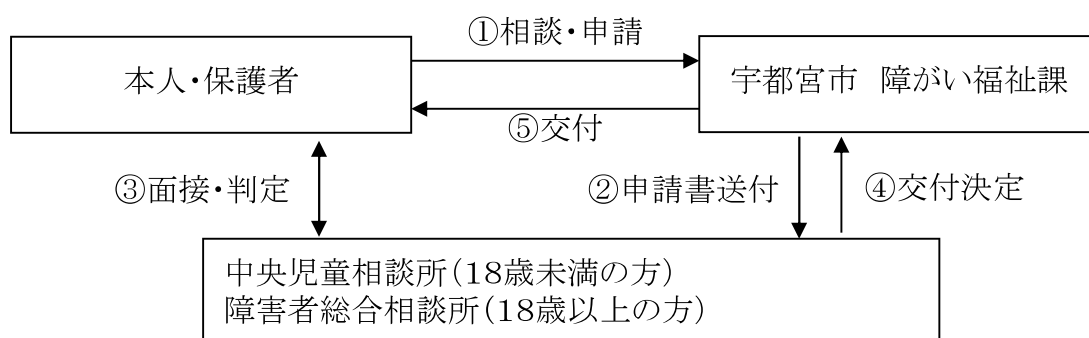 ①相談・申請
本人・保護者
宇都宮市　障がい福祉課
⑤交付
③面接・判定
②申請書送付
④交付決定
中央児童相談所(18歳未満の方)
障害者総合相談所(18歳以上の方)